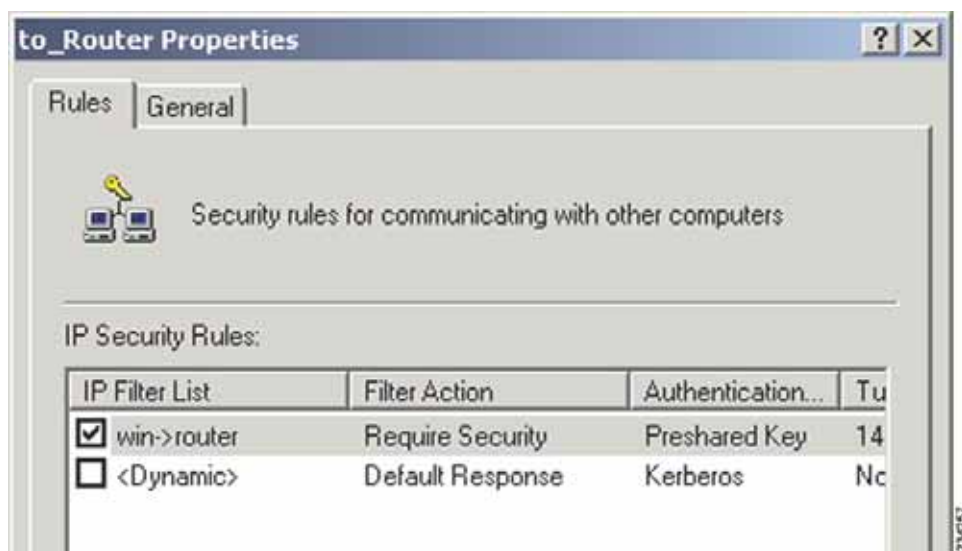 to_Router Properties
Rules
General
Security rules for communicating with other computers
IP Security Rules:
IP Filter List Filter Action Authentication... Tu
win->router Require Security Preshared Key 14
<Dynamic> Default Response Kerberos No